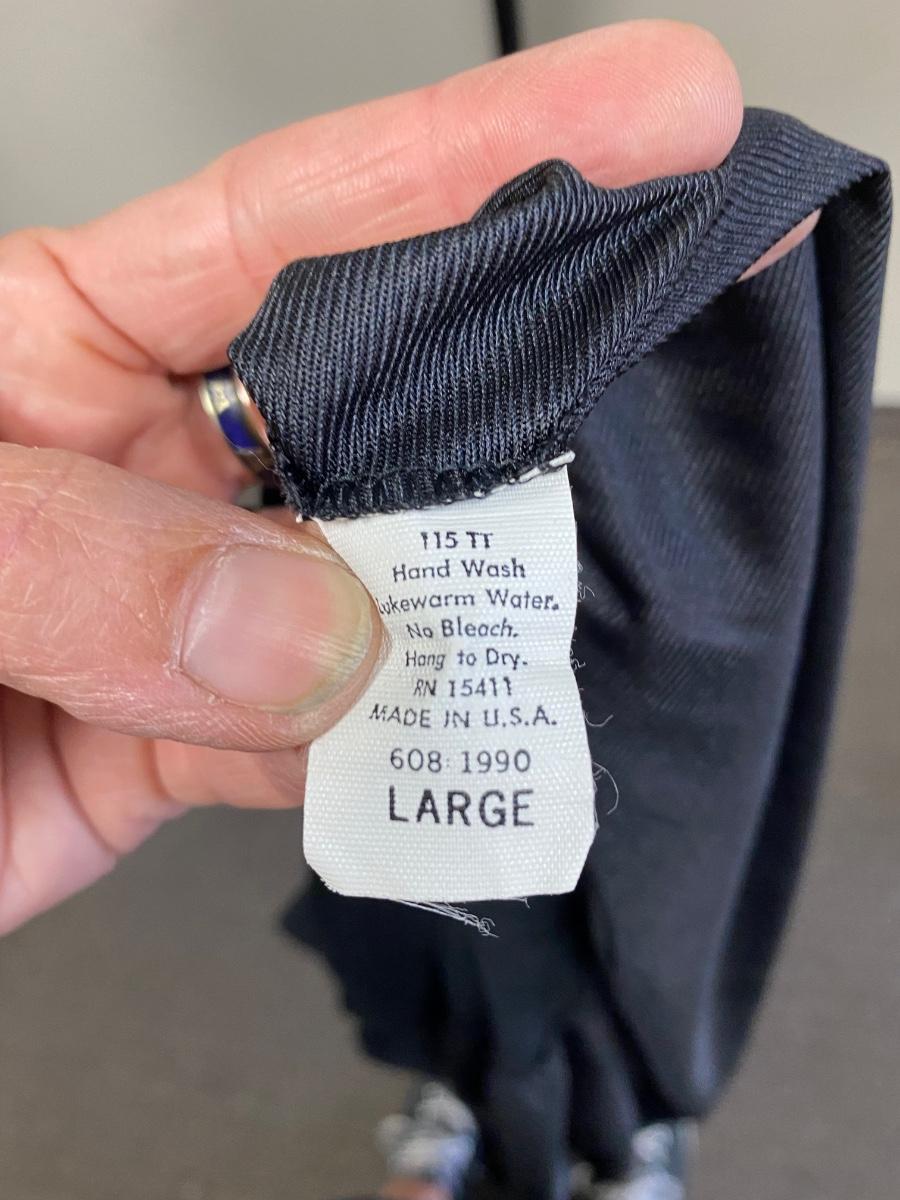 115 TT
Hand Wash
Lukewarm Water.
No Bleach.
Hang to Dry.
RN 15411
MADE IN U.S.A.
608: 1990
LARGE